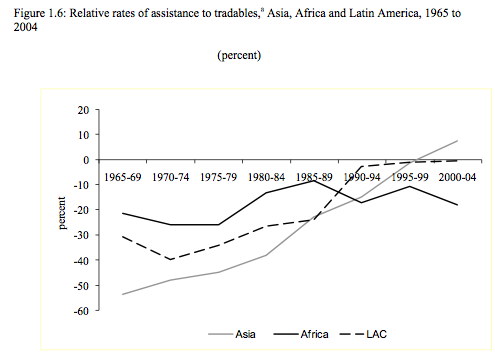 Figure 1.6: Relative rates of assistance to tradables,ª Asia, Africa and Latin America, 1965 to
2004
(percent)
20
10
0
1965-69 1970-74 1975-79 1980-84 1985-89 1990-94 1995-99 2000-04
-10
-20
percent
-30
-40
-50
-60
Asia Africa LAC